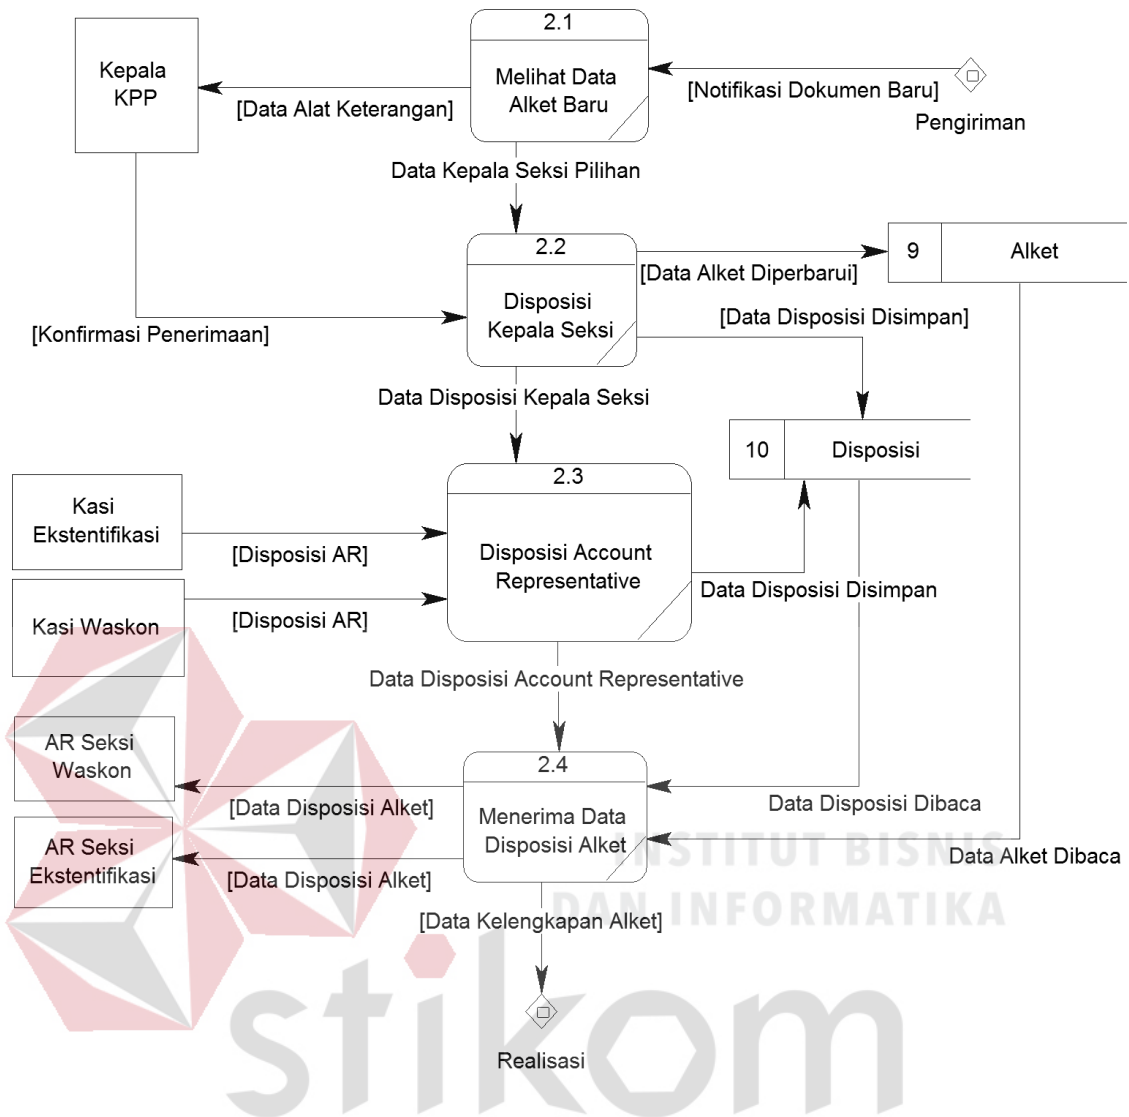 2.1
Kepala
KPP
Melihat Data
Alket Baru
[Data Alat Keterangan]
[Notifikasi Dokumen Baru]
Pengiriman
Data Kepala Seksi Pilihan
2.2
Disposisi
Kepala Seksi
[Data Alket Diperbarui]
9
Alket
[Konfirmasi Penerimaan]
[Data Disposisi Disimpan]
Data Disposisi Kepala Seksi
10
Disposisi
2.3
Disposisi Account
Representative
Kasi
Ekstentifikasi
[Disposisi AR]
Data Disposisi Disimpan
Kasi Waskon
[Disposisi AR]
Data Disposisi Account Representative
AR Seksi
Waskon
2.4
Menerima Data
Disposisi Alket
[Data Disposisi Alket]
Data Disposisi Dibaca
AR Seksi
Ekstentifikasi
[Data Disposisi Alket]
Data Alket Dibaca
INSTITUT BISNIS
DAN INFORMATIKA
[Data Kelengkapan Alket]
stikom
Realisasi